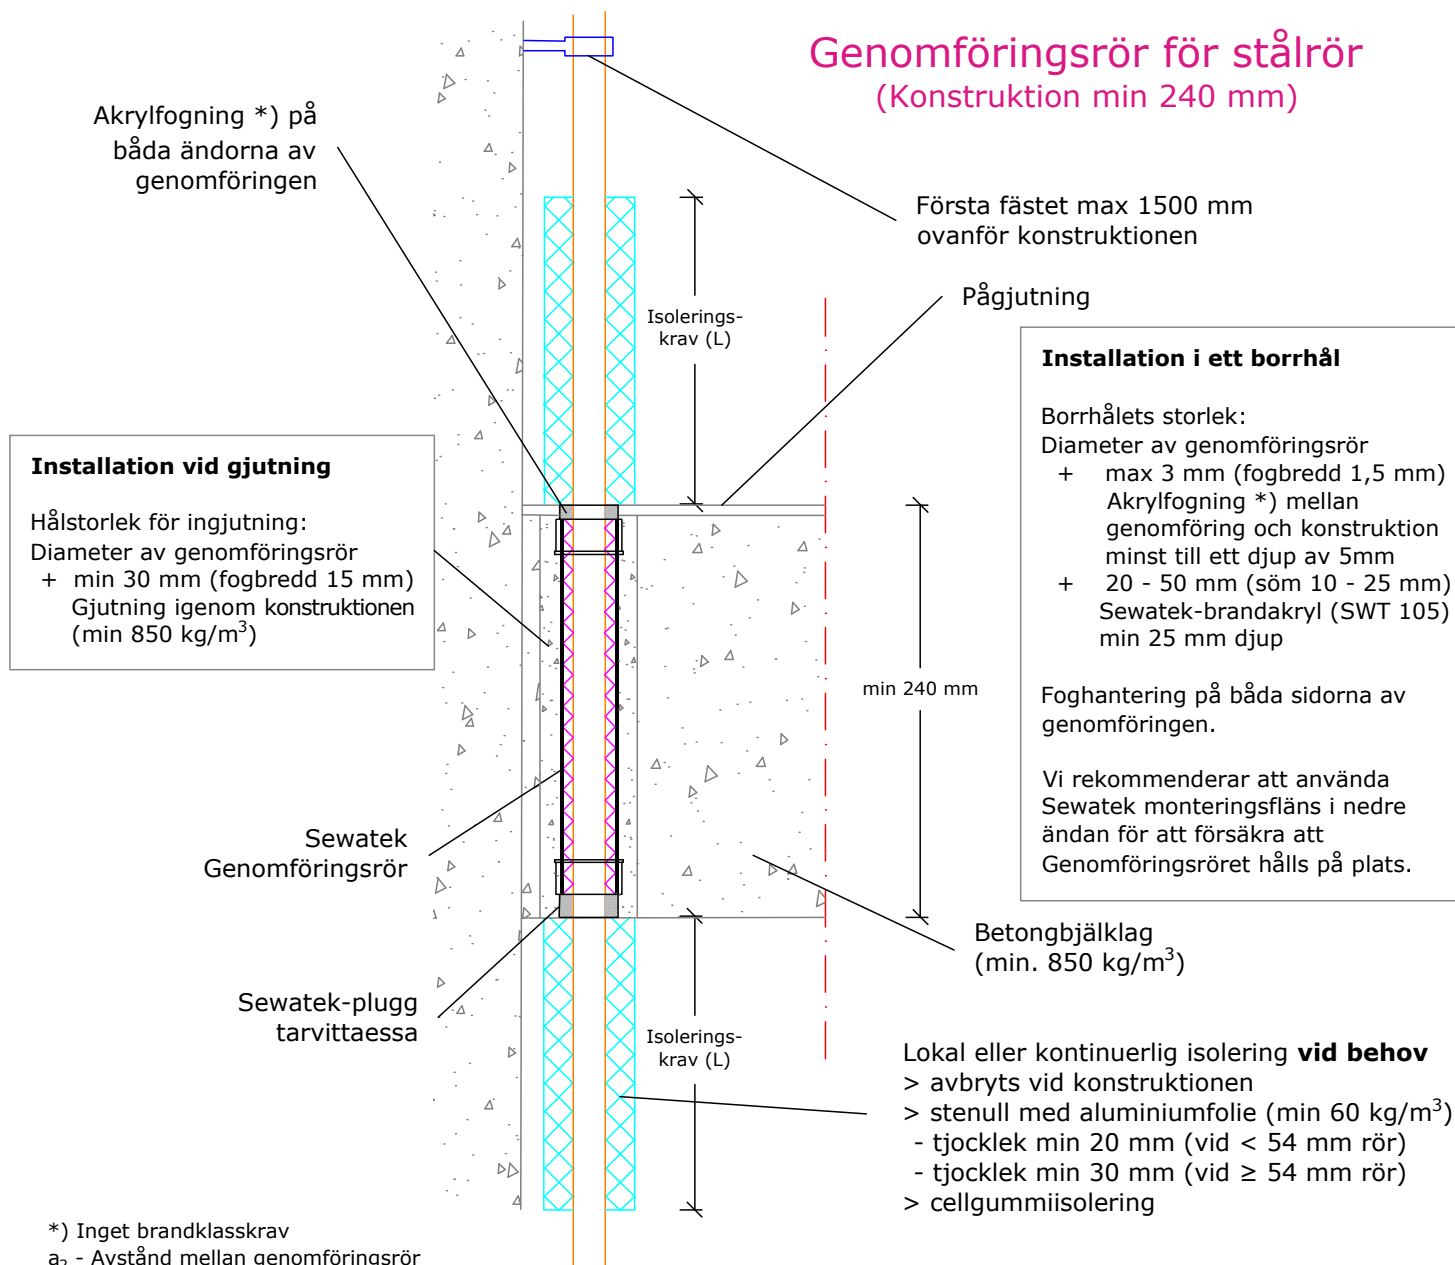 Genomföringsrör för stålrör
(Konstruktion min 240 mm)
Akrylfogning *) på
båda ändorna av
genomföringen
Första fästet max 1500 mm
ovanför konstruktionen
Pågjutning
Isolerings-
krav (L)
Installation i ett borrhål
Borrhålets storlek:
Diameter av genomföringsrör
+ max 3 mm (fogbredd 1,5 mm)
Akrylfogning *) mellan
genomföring och konstruktion
minst till ett djup av 5mm
+ 20 - 50 mm (söm 10 - 25 mm)
Sewatek-brandakryl (SWT 105)
min 25 mm djup
Foghantering på båda sidorna av
genomföringen.
Vi rekommenderar att använda
Sewatek monteringsfläns i nedre
ändan för att försäkra att
Genomföringsröret hålls på plats.
Installation vid gjutning
Hålstorlek för ingjutning:
Diameter av genomföringsrör
+ min 30 mm (fogbredd 15 mm)
Gjutning igenom konstruktionen
(min 850 kg/m³)
min 240 mm
Sewatek
Genomföringsrör
Betongbjälklag
(min. 850 kg/m³)
Sewatek-plugg
tarvittaessa
Isolerings-
krav (L)
Lokal eller kontinuerlig isolering vid behov
> avbryts vid konstruktionen
> stenull med aluminiumfolie (min 60 kg/m³)
- tjocklek min 20 mm (vid < 54 mm rör)
- tjocklek min 30 mm (vid ≥ 54 mm rör)
> cellgummiisolering
*) Inget brandklasskrav
a₂ - Avstånd mellan genomföringsrör